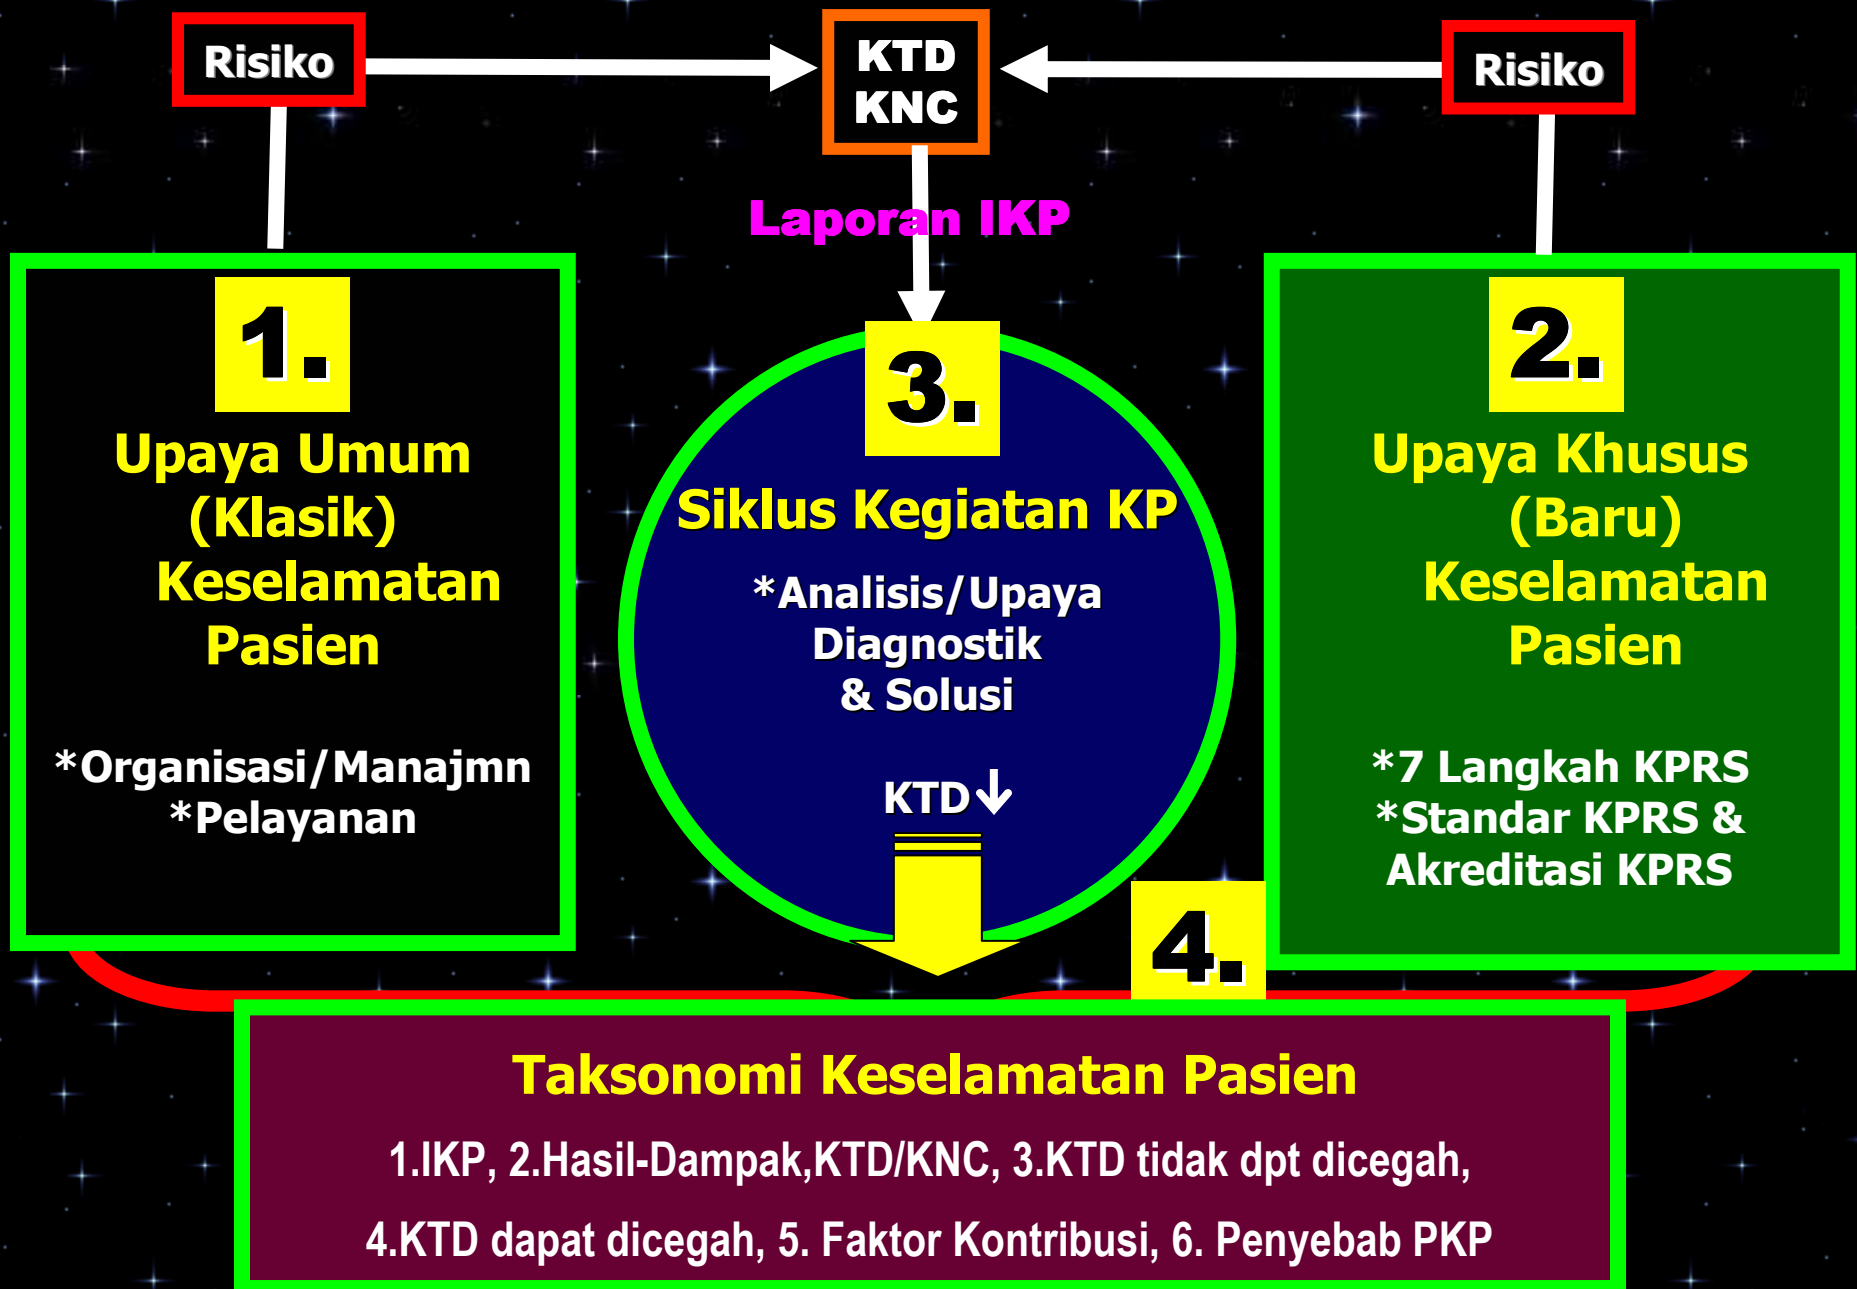 Risiko
KTD
KNC
Risiko
Laporan IKP
1.
Upaya Umum
(Klasik)
Keselamatan
Pasien
*Organisasi/Manajmn
*Pelayanan
3.
Siklus Kegiatan KP
*Analisis/Upaya
Diagnostik
& Solusi
KTD↓
2.
Upaya Khusus
(Baru)
Keselamatan
Pasien
*7 Langkah KPRS
*Standar KPRS &
Akreditasi KPRS
4.
Taksonomi Keselamatan Pasien
1.IKP, 2.Hasil-Dampak,KTD/KNC, 3.KTD tidak dpt dicegah,
4.KTD dapat dicegah, 5. Faktor Kontribusi, 6. Penyebab PKP